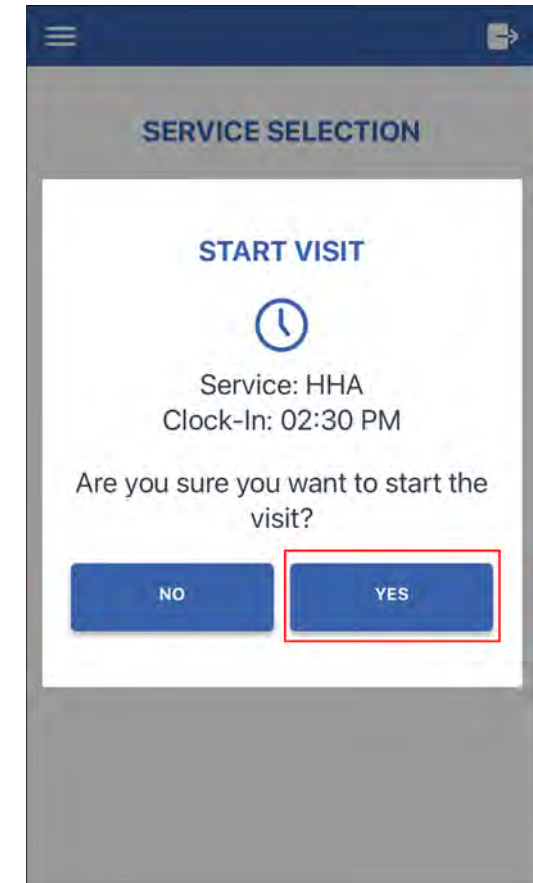 SERVICE SELECTION
START VISIT
Service: HHA
Clock-In: 02:30 PM
Are you sure you want to start the
visit?
NO
YES